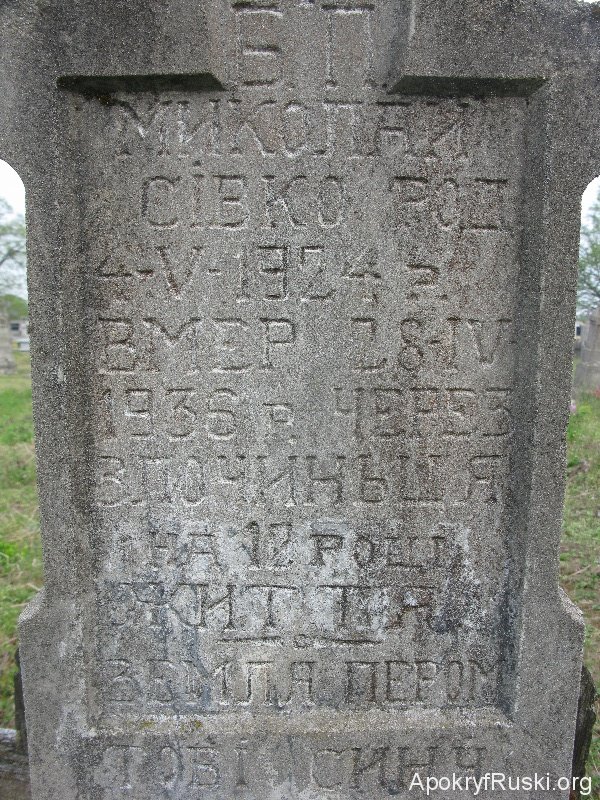 Б.П.
МИКОЛАЙ
СІВКО РОД
4-V-1924 р.
ВМЕР 28-IV-
1936 р. ЧЕРЕЗ
ЗЛОЧИНЬЦЯ
НА 12 РОЦІ
ЖИТТЯ
ЗЕМЛЯ ПЕРОМ
ТОБІ СИНУ
ApokryfRuski.org